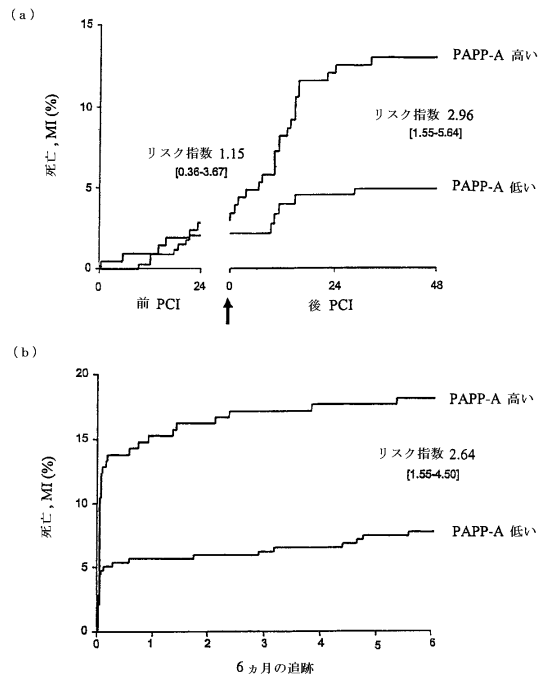 (a)
15
10
5
0
死亡, MI (%)
PAPP-A 高い
リスク指数 2.96
[1.55-5.64]
リスク指数 1.15
[0.36-3.67]
PAPP-A 低い
0
24
0
24
48
前 PCI
後 PCI
(b)
20
15
10
5
0
死亡, MI (%)
PAPP-A 高い
リスク指数 2.64
[1.55-4.50]
PAPP-A 低い
0
1
2
3
4
5
6
6ヵ月の追跡